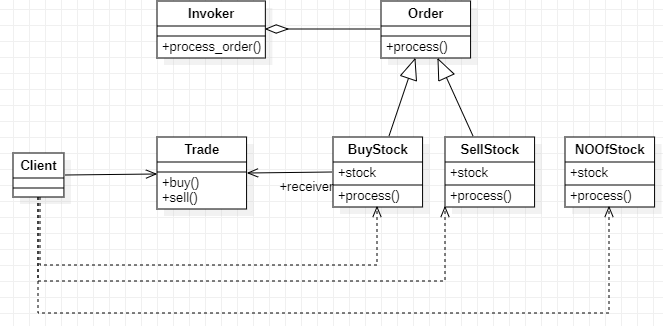 Invoker
+process_order()
Order
+process()
Client
Trade
+buy()
+sell()
+receiver
BuyStock
+stock
+process()
SellStock
+stock
+process()
NOOfStock
+stock
+process()